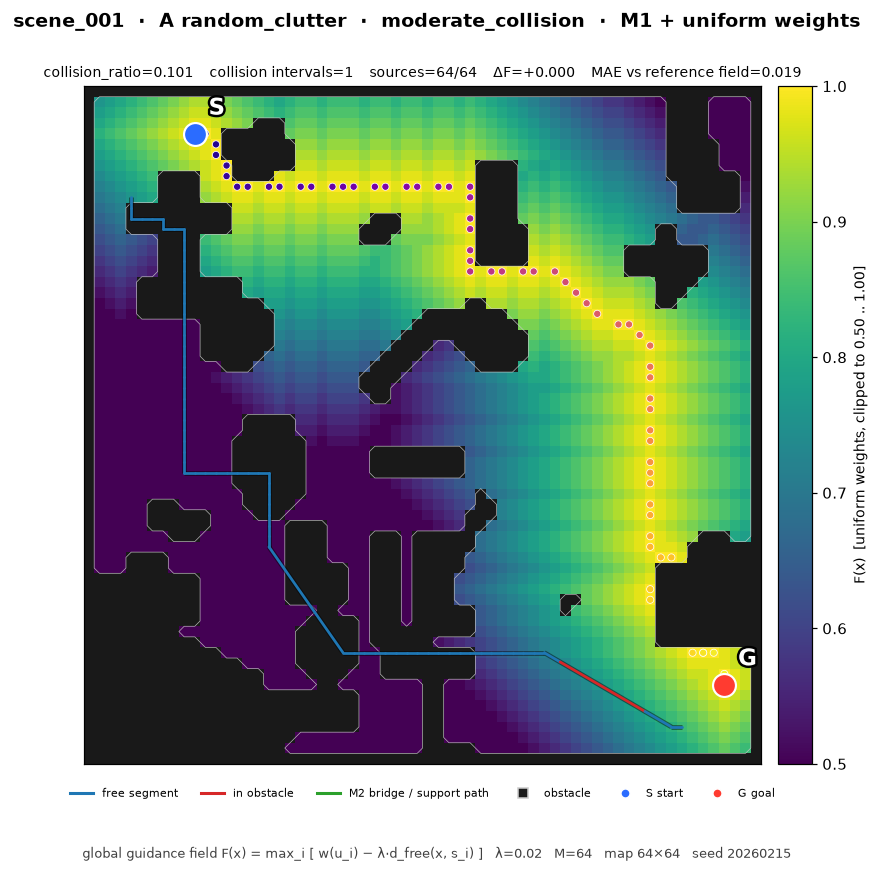 scene_001 · A random_clutter · moderate_collision · M1 + uniform weights
collision_ratio=0.101 collision intervals=1 sources=64/64 ΔF=+0.000 MAE vs reference field=0.019
S
G
1.0
0.9
0.8
0.7
0.6
0.5
F(x) [uniform weights, clipped to 0.50 .. 1.00]
free segment in obstacle M2 bridge / support path obstacle S start G goal
global guidance field F(x) = max_i [ w(u_i) − λ·d_free(x, s_i) ] λ=0.02 M=64 map 64×64 seed 20260215